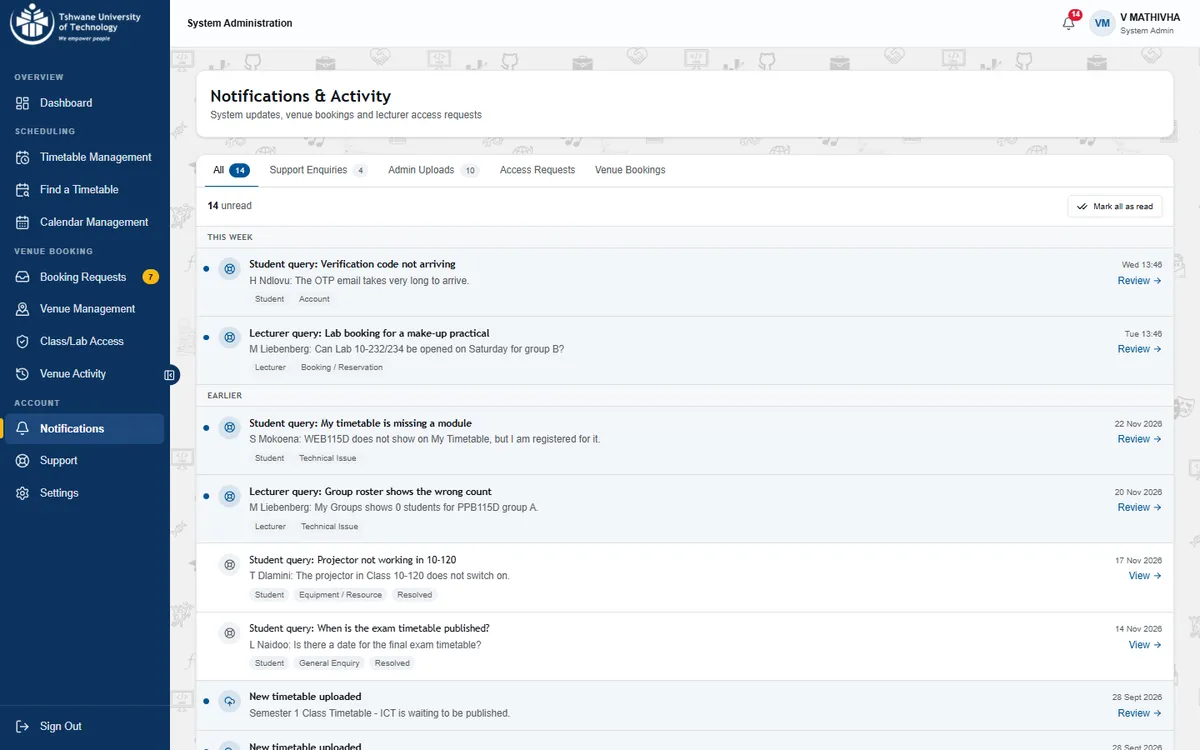 Tshwane University
of Technology
We empower people
System Administration
14
VM
V MATHIVHA
System Admin
OVERVIEW
Dashboard
SCHEDULING
Timetable Management
Find a Timetable
Calendar Management
VENUE BOOKING
Booking Requests 7
Venue Management
Class/Lab Access
Venue Activity
ACCOUNT
Notifications
Support
Settings
Sign Out
Notifications & Activity
System updates, venue bookings and lecturer access requests
All 14 Support Enquiries 4 Admin Uploads 10 Access Requests Venue Bookings
14 unread
Mark all as read
THIS WEEK
Student query: Verification code not arriving
Wed 13:46
H Ndlovu: The OTP email takes very long to arrive.
Review →
Student Account
Lecturer query: Lab booking for a make-up practical
Tue 13:46
M Liebenberg: Can Lab 10-232/234 be opened on Saturday for group B?
Review →
Lecturer Booking / Reservation
EARLIER
Student query: My timetable is missing a module
22 Nov 2026
S Mokoena: WEB115D does not show on My Timetable, but I am registered for it.
Review →
Student Technical Issue
Lecturer query: Group roster shows the wrong count
20 Nov 2026
M Liebenberg: My Groups shows 0 students for PPB115D group A.
Review →
Lecturer Technical Issue
Student query: Projector not working in 10-120
17 Nov 2026
T Dlamini: The projector in Class 10-120 does not switch on.
View →
Student Equipment / Resource Resolved
Student query: When is the exam timetable published?
14 Nov 2026
L Naidoo: Is there a date for the final exam timetable?
View →
Student General Enquiry Resolved
New timetable uploaded
28 Sept 2026
Semester 1 Class Timetable - ICT is waiting to be published.
Review →
New timetable uploaded
28 Sept 2026